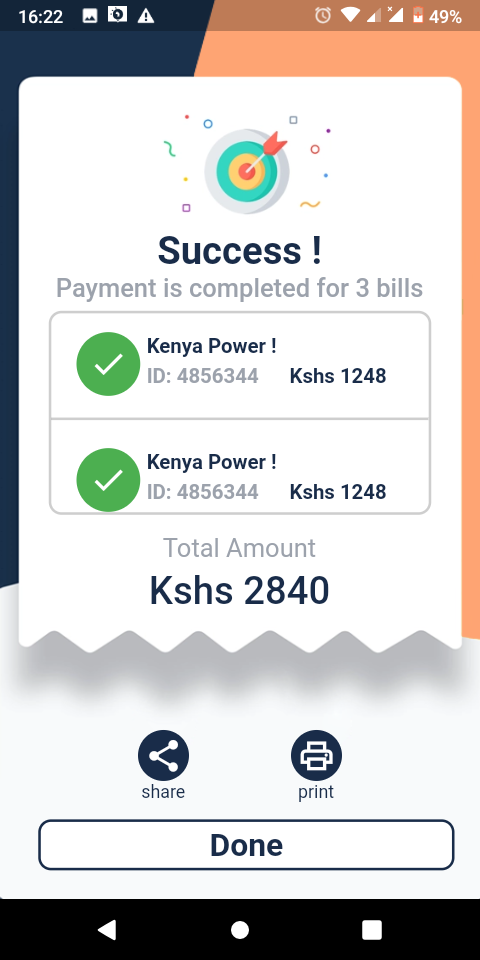 16:22
49%
Success !
Payment is completed for 3 bills
Kenya Power !
ID: 4856344 Kshs 1248
Kenya Power !
ID: 4856344 Kshs 1248
Total Amount
Kshs 2840
share print
Done